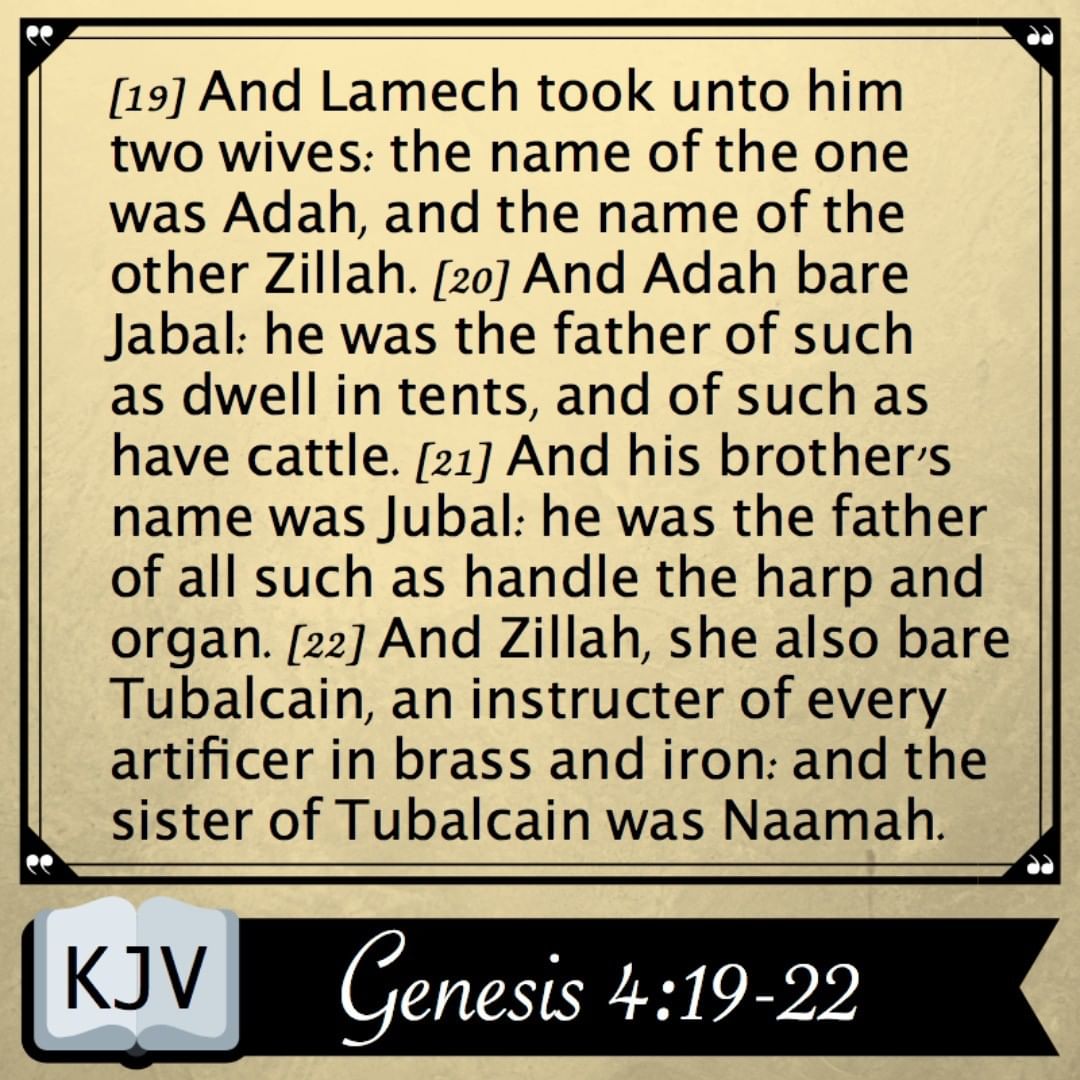 [19] And Lamech took unto him
two wives: the name of the one
was Adah, and the name of the
other Zillah. [20] And Adah bare
Jabal: he was the father of such
as dwell in tents, and of such as
have cattle. [21] And his brother's
name was Jubal: he was the father
of all such as handle the harp and
organ. [22] And Zillah, she also bare
Tubalcain, an instructer of every
artificer in brass and iron: and the
sister of Tubalcain was Naamah.
KJV
Genesis 4:19-22